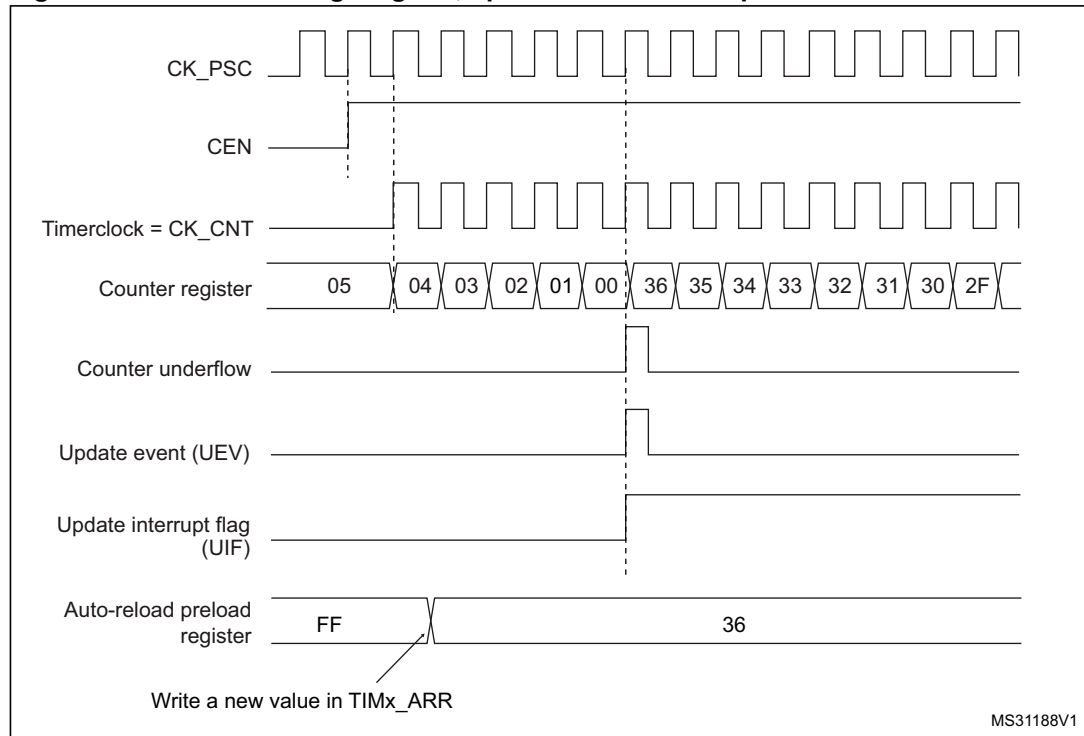 CK_PSC
CEN
Timerclock = CK_CNT
Counter register
05 04 03 02 01 00 36 35 34 33 32 31 30 2F
Counter underflow
Update event (UEV)
Update interrupt flag
(UIF)
Auto-reload preload
register
FF 36
Write a new value in TIMx_ARR
MS31188V1